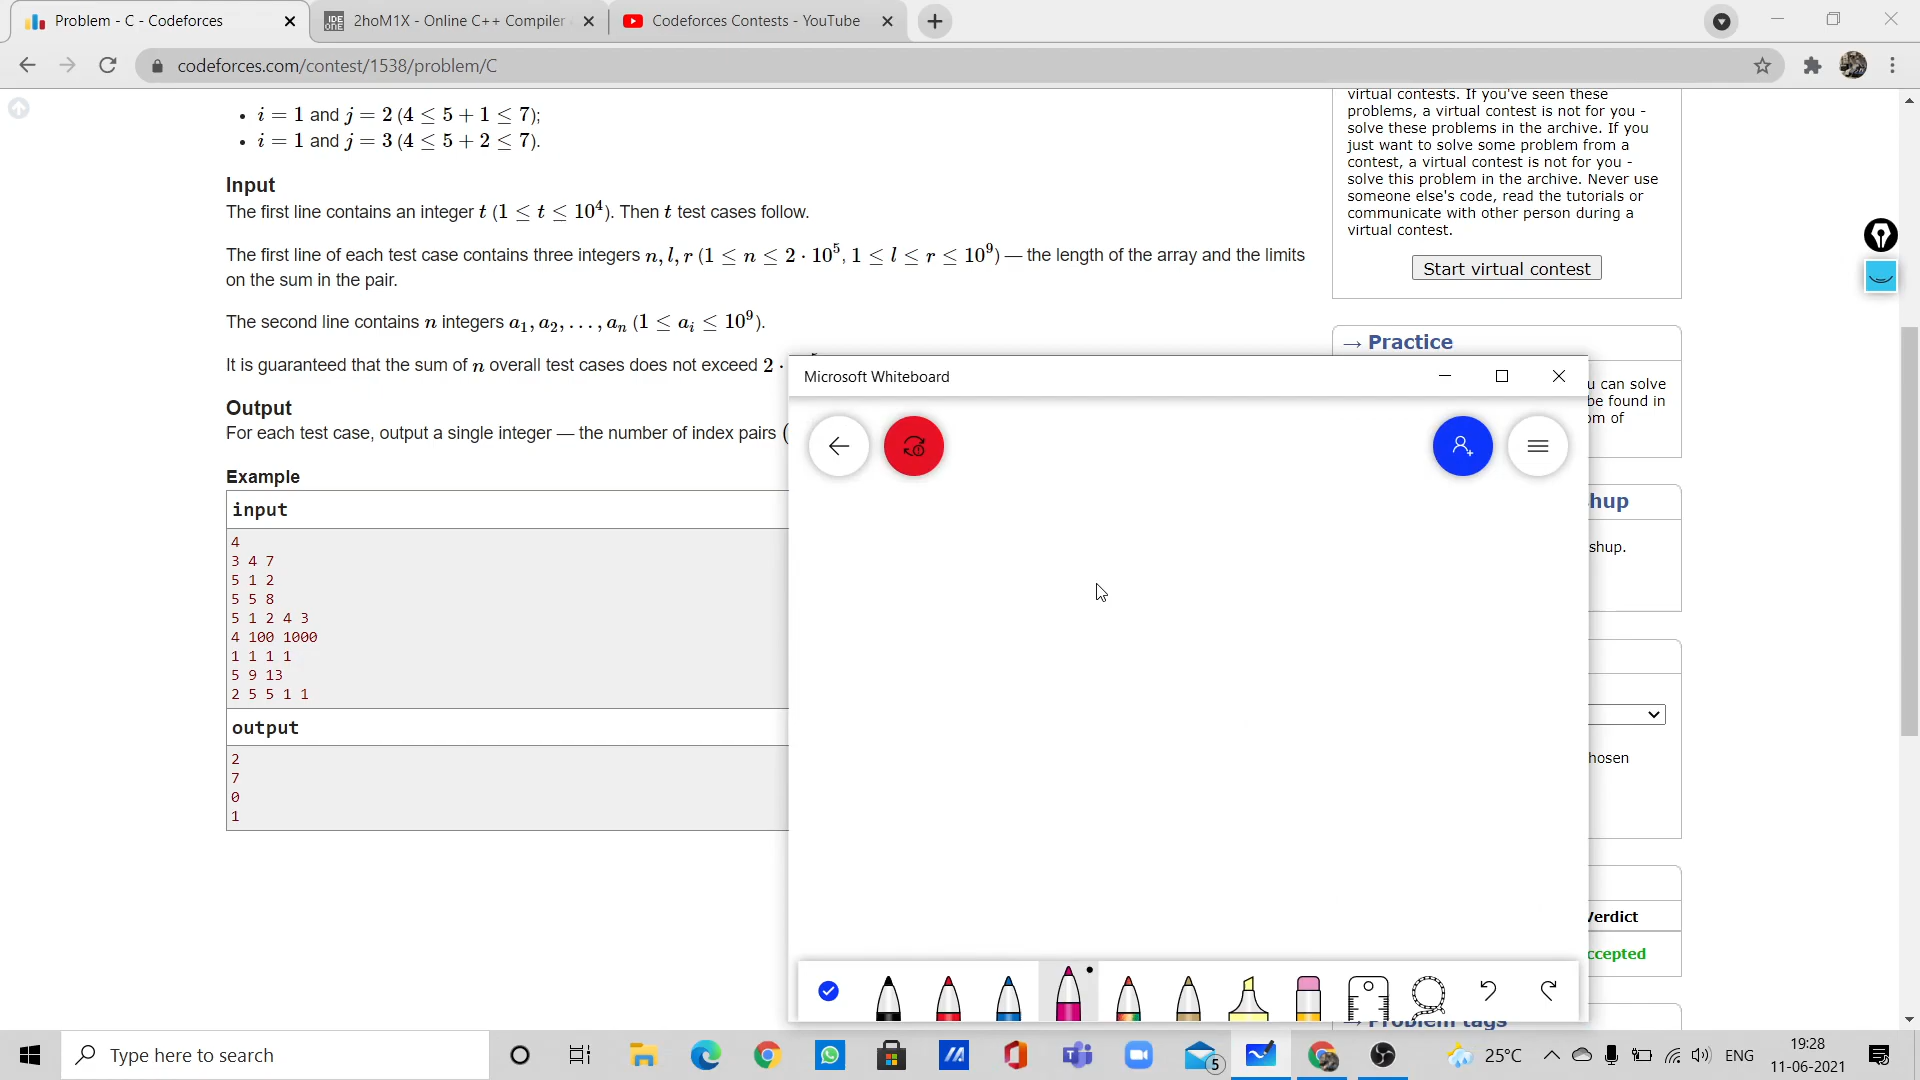 Problem - C - Codeforces
2hoM1X - Online C++ Compiler
Codeforces Contests - YouTube
codeforces.com/contest/1538/problem/C
• i = 1 and j = 2 (4 ≤ 5 + 1 ≤ 7);
• i = 1 and j = 3 (4 ≤ 5 + 2 ≤ 7).
Input
The first line contains an integer t (1 ≤ t ≤ 10⁴). Then t test cases follow.
The first line of each test case contains three integers n, l, r (1 ≤ n ≤ 2 · 10⁵, 1 ≤ l ≤ r ≤ 10⁹) — the length of the array and the limits
on the sum in the pair.
The second line contains n integers a₁, a₂, . . . , aₙ (1 ≤ aᵢ ≤ 10⁹).
It is guaranteed that the sum of n overall test cases does not exceed 2 ·
Output
For each test case, output a single integer — the number of index pairs (
Example
input
4
3 4 7
5 1 2
5 5 8
5 1 2 4 3
4 100 1000
1 1 1 1
5 9 13
2 5 5 1 1
output
2
7
0
1
virtual contests. If you've seen these
problems, a virtual contest is not for you -
solve these problems in the archive. If you
just want to solve some problem from a
contest, a virtual contest is not for you -
solve this problem in the archive. Never use
someone else's code, read the tutorials or
communicate with other person during a
virtual contest.
Start virtual contest
→ Practice
u can solve
be found in
om of
hup
shup.
hosen
Verdict
ccepted
→ Problem tags
Microsoft Whiteboard
Type here to search
5
25°C
ENG
19:28
11-06-2021